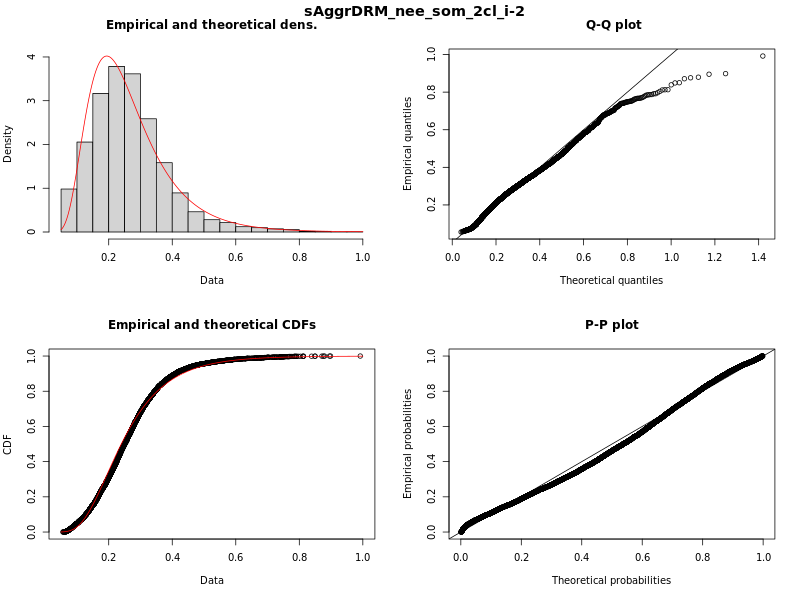 sAggrDRM_nee_som_2cl_i-2
Empirical and theoretical dens.
Density
0 1 2 3 4
0.2 0.4 0.6 0.8 1.0
Data
Q-Q plot
Empirical quantiles
0.2 0.4 0.6 0.8 1.0
0.0 0.2 0.4 0.6 0.8 1.0 1.2 1.4
Theoretical quantiles
Empirical and theoretical CDFs
CDF
0.0 0.2 0.4 0.6 0.8 1.0
0.2 0.4 0.6 0.8 1.0
Data
P-P plot
Empirical probabilities
0.0 0.2 0.4 0.6 0.8 1.0
0.0 0.2 0.4 0.6 0.8 1.0
Theoretical probabilities